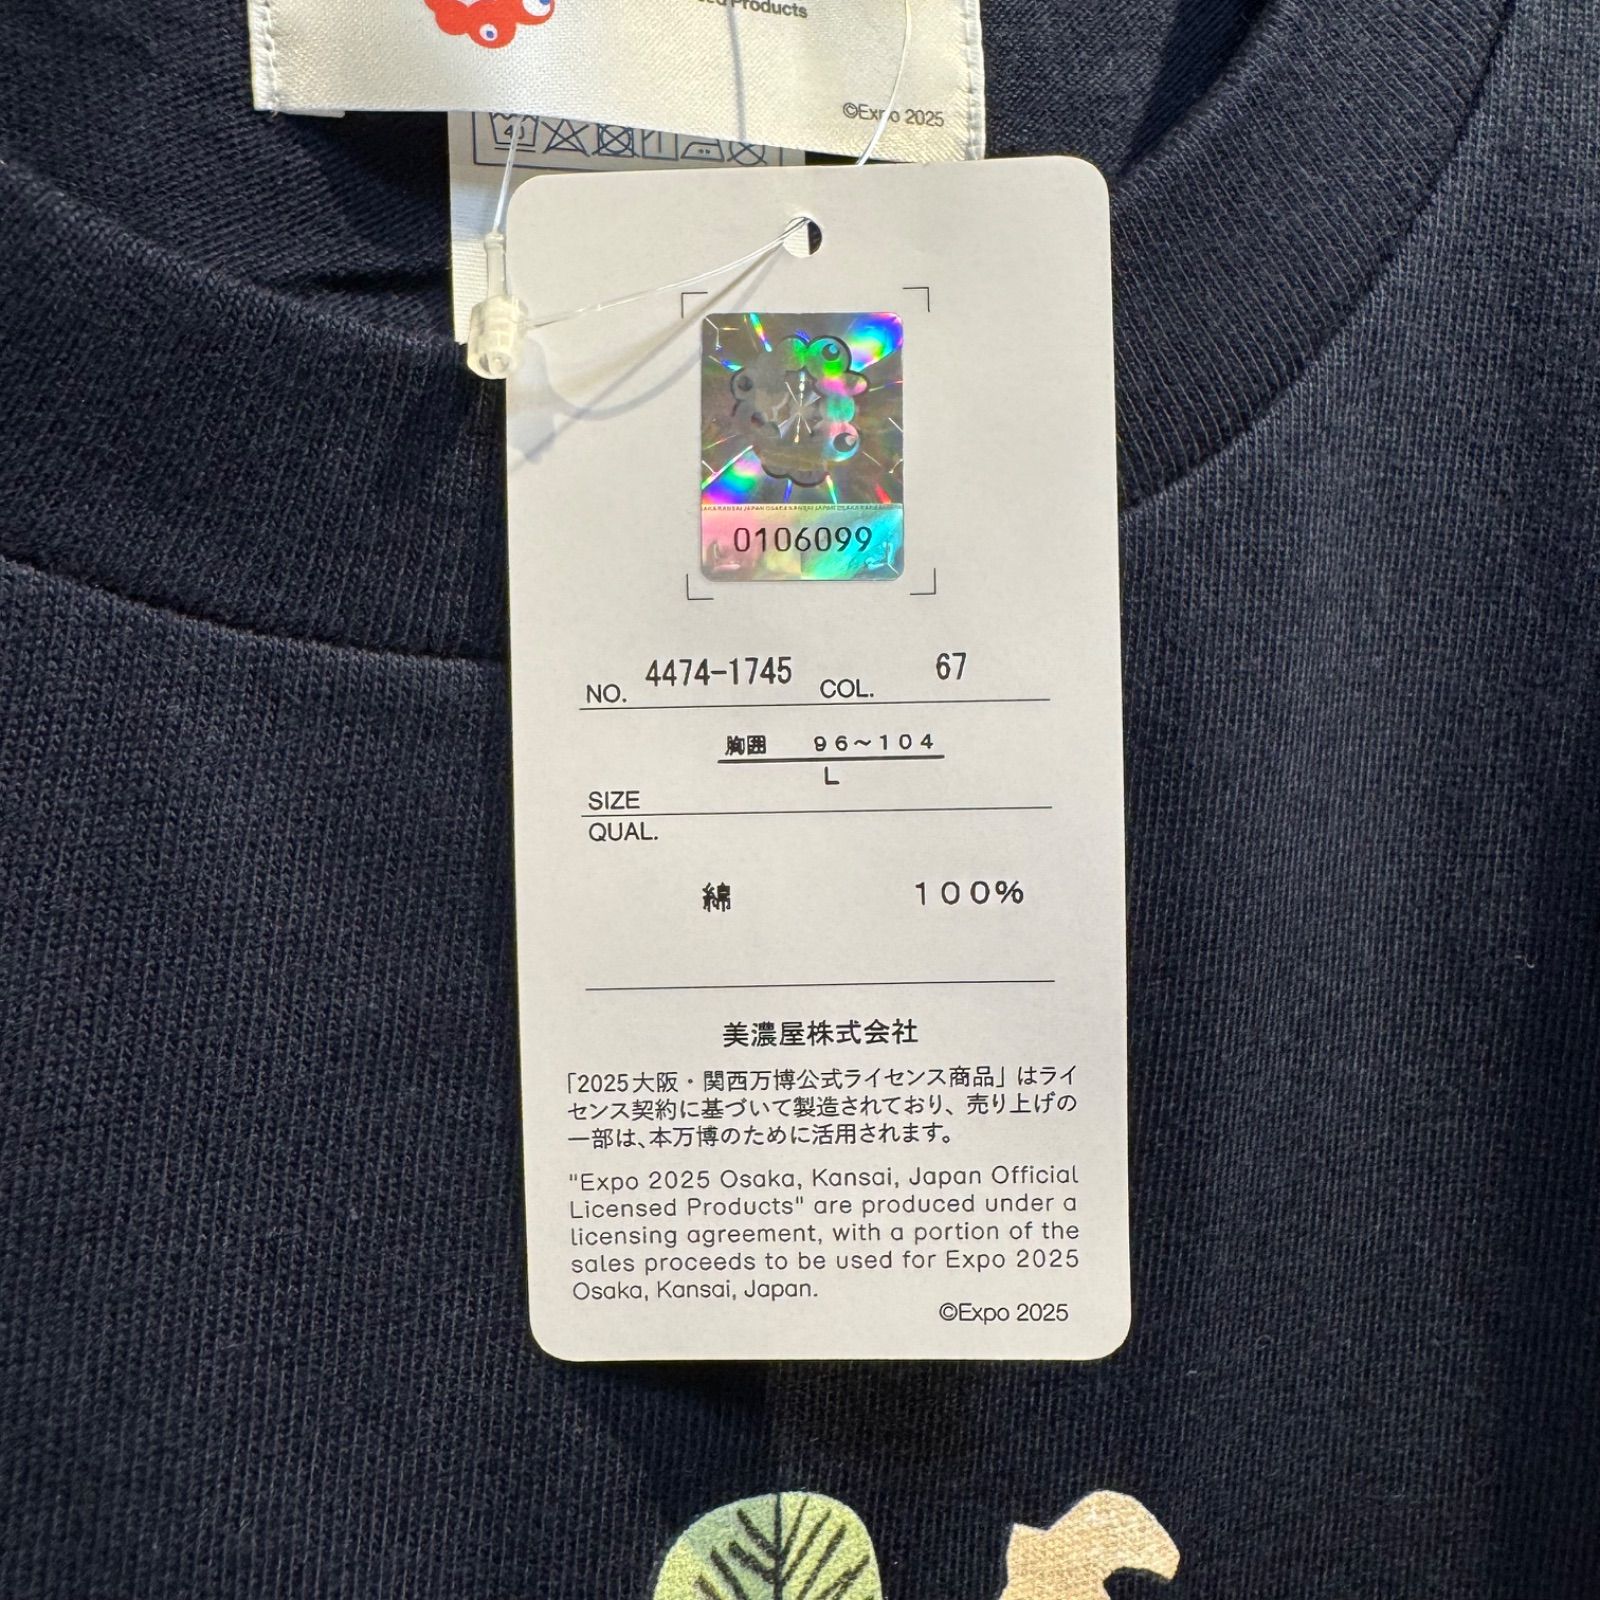 Products
©Expo 2025
40
0106099
NO. 4474-1745 COL. 67
胸囲 96~104
L
SIZE
QUAL.
綿 100%
美濃屋株式会社
「2025大阪・関西万博公式ライセンス商品」はライ
センス契約に基づいて製造されており、売り上げの
一部は、本万博のために活用されます。
"Expo 2025 Osaka, Kansai, Japan Official
Licensed Products" are produced under a
licensing agreement, with a portion of the
sales proceeds to be used for Expo 2025
Osaka, Kansai, Japan.
©Expo 2025